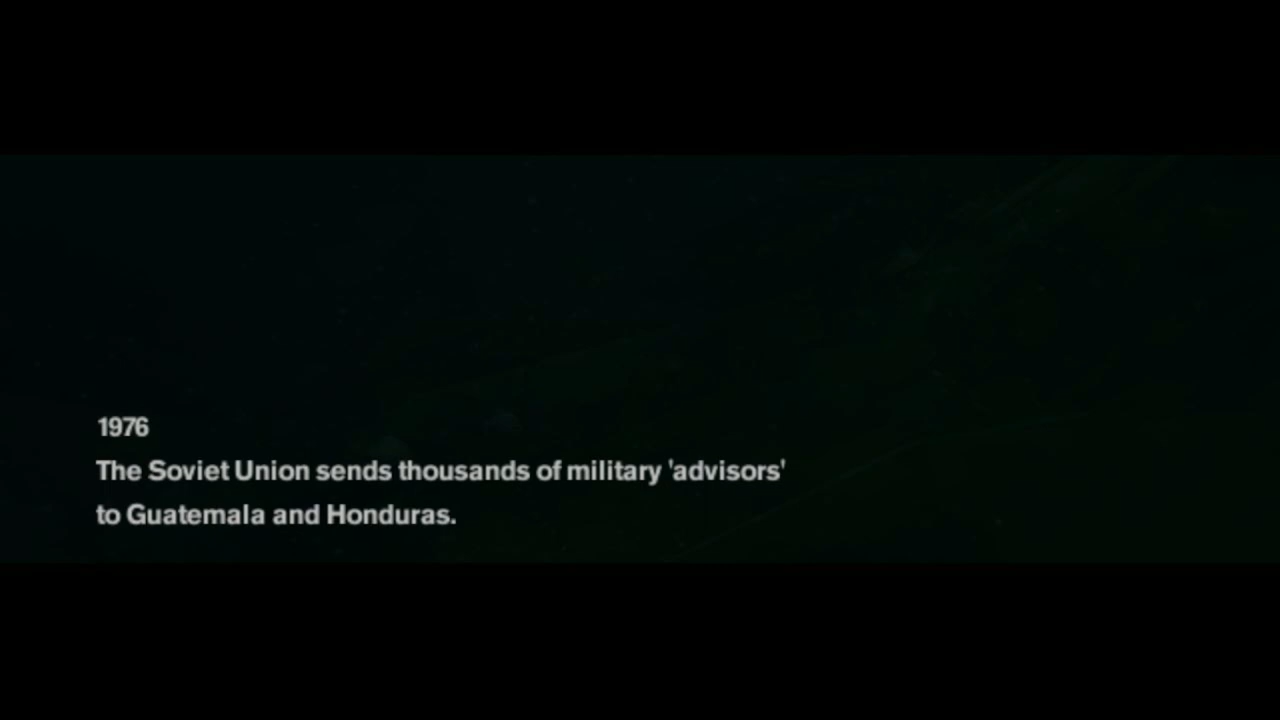 1976
The Soviet Union sends thousands of military 'advisors'
to Guatemala and Honduras.